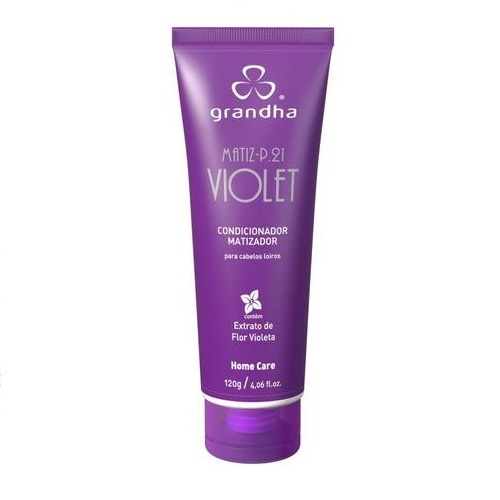 grandha®
MATIZ-P.21
VIOLET
CONDICIONADOR
MATIZADOR
para cabelos loiros
contém
Extrato de
Flor Violeta
Home Care
120g / 4,06 fl.oz.